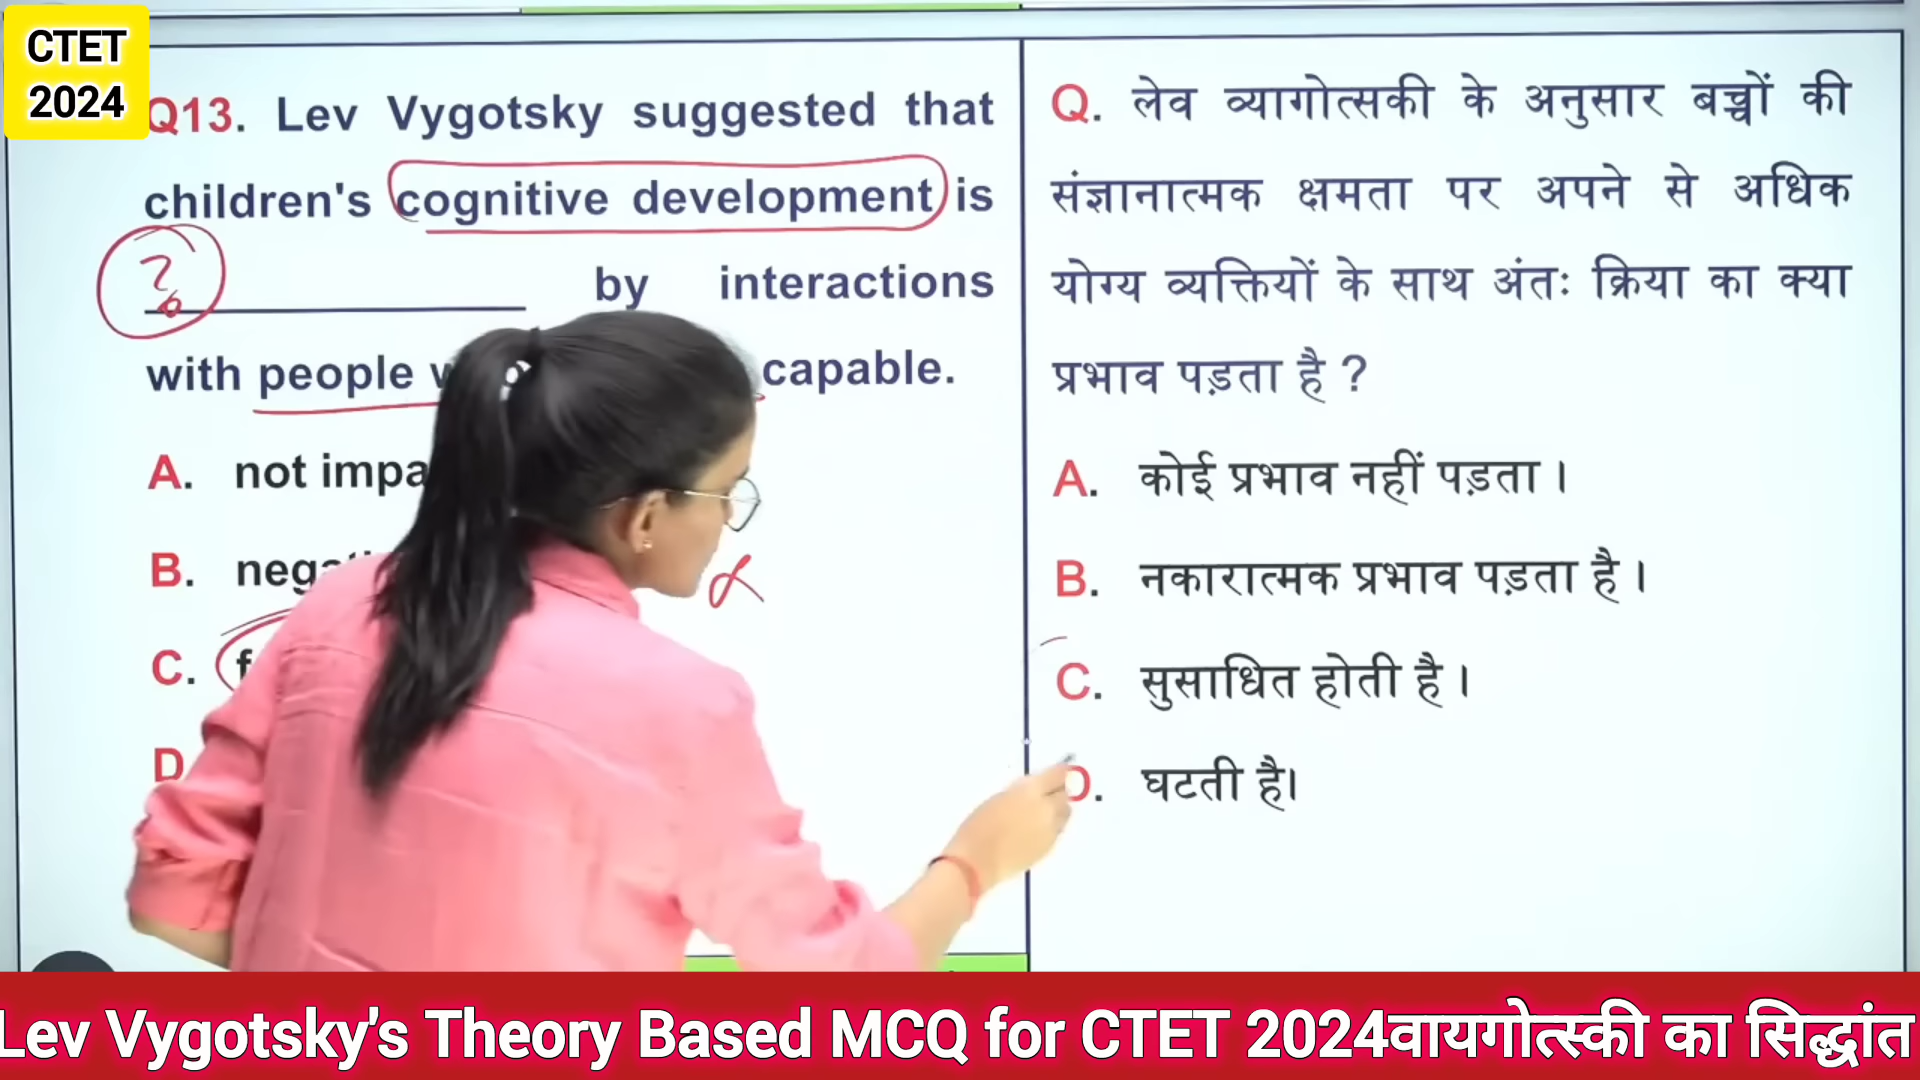 CTET
2024
Q13. Lev Vygotsky suggested that
children's cognitive development is
?
__________ by interactions
with people capable.
A. not
B.
C.
D
Q. लेव व्यागोत्सकी के अनुसार बच्चों की
संज्ञानात्मक क्षमता पर अपने से अधिक
योग्य व्यक्तियों के साथ अंतः क्रिया का क्या
प्रभाव पड़ता है ?
A. कोई प्रभाव नहीं पड़ता ।
B. नकारात्मक प्रभाव पड़ता है ।
C. सुसाधित होती है ।
D. घटती है।
Lev Vygotsky's Theory Based MCQ for CTET 2024वायगोत्स्की का सिद्धांत